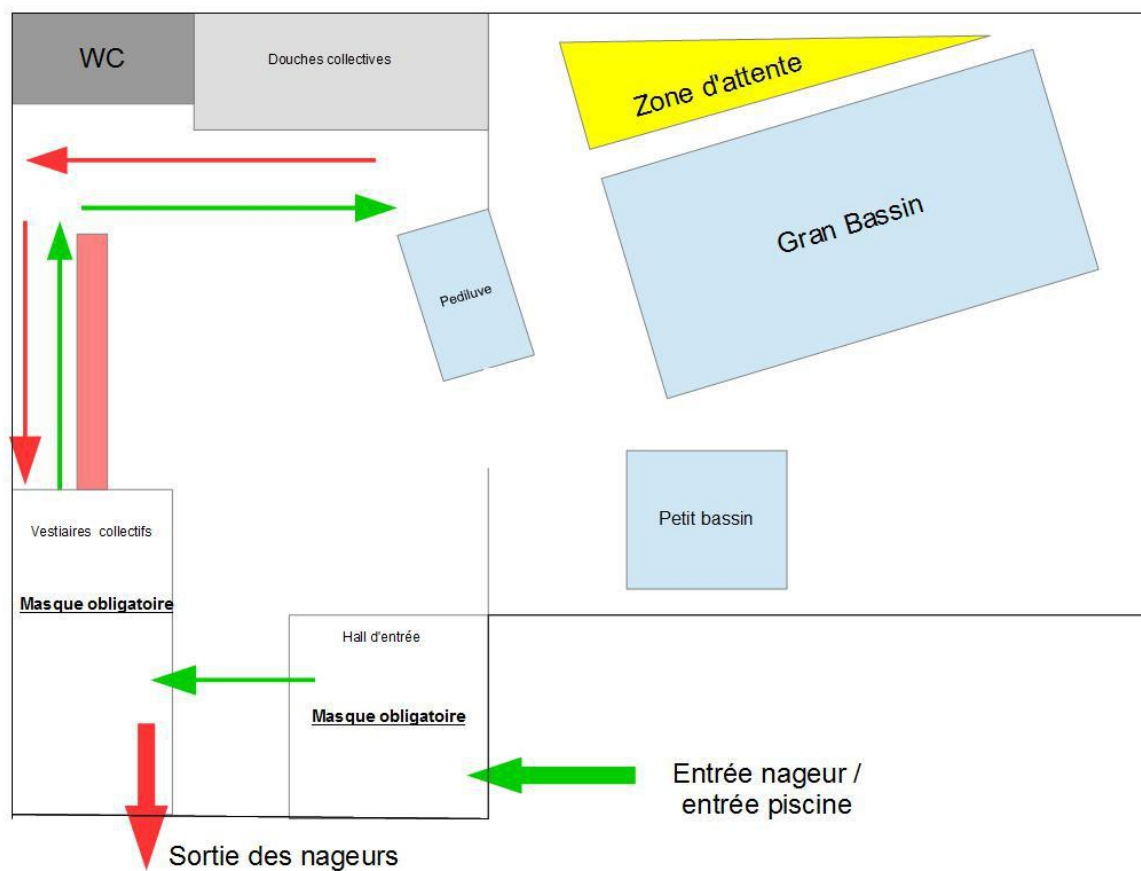 WC
Douches collectives
Zone d'attente
Gran Bassin
Pediluve
Petit bassin
Vestiaires collectifs
Masque obligatoire
Hall d'entrée
Masque obligatoire
Entrée nageur /
entrée piscine
Sortie des nageurs